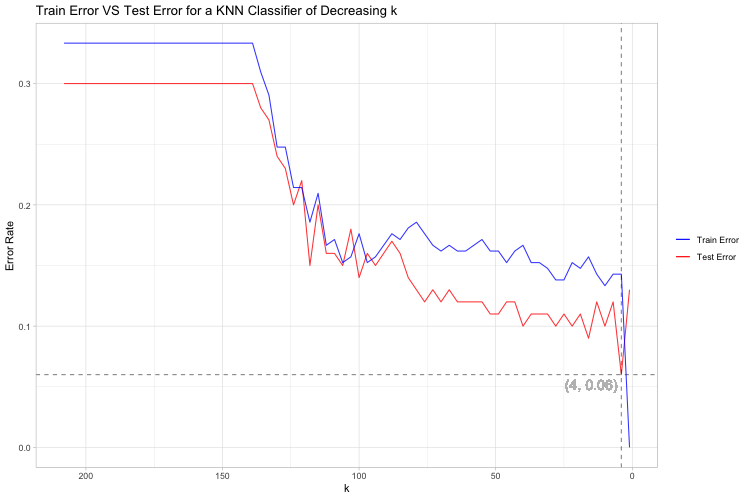 Train Error VS Test Error for a KNN Classifier of Decreasing k
Error Rate
0.3
0.2
0.1
0.0
(4, 0.06)
200 150 100 50 0
k
Train Error
Test Error